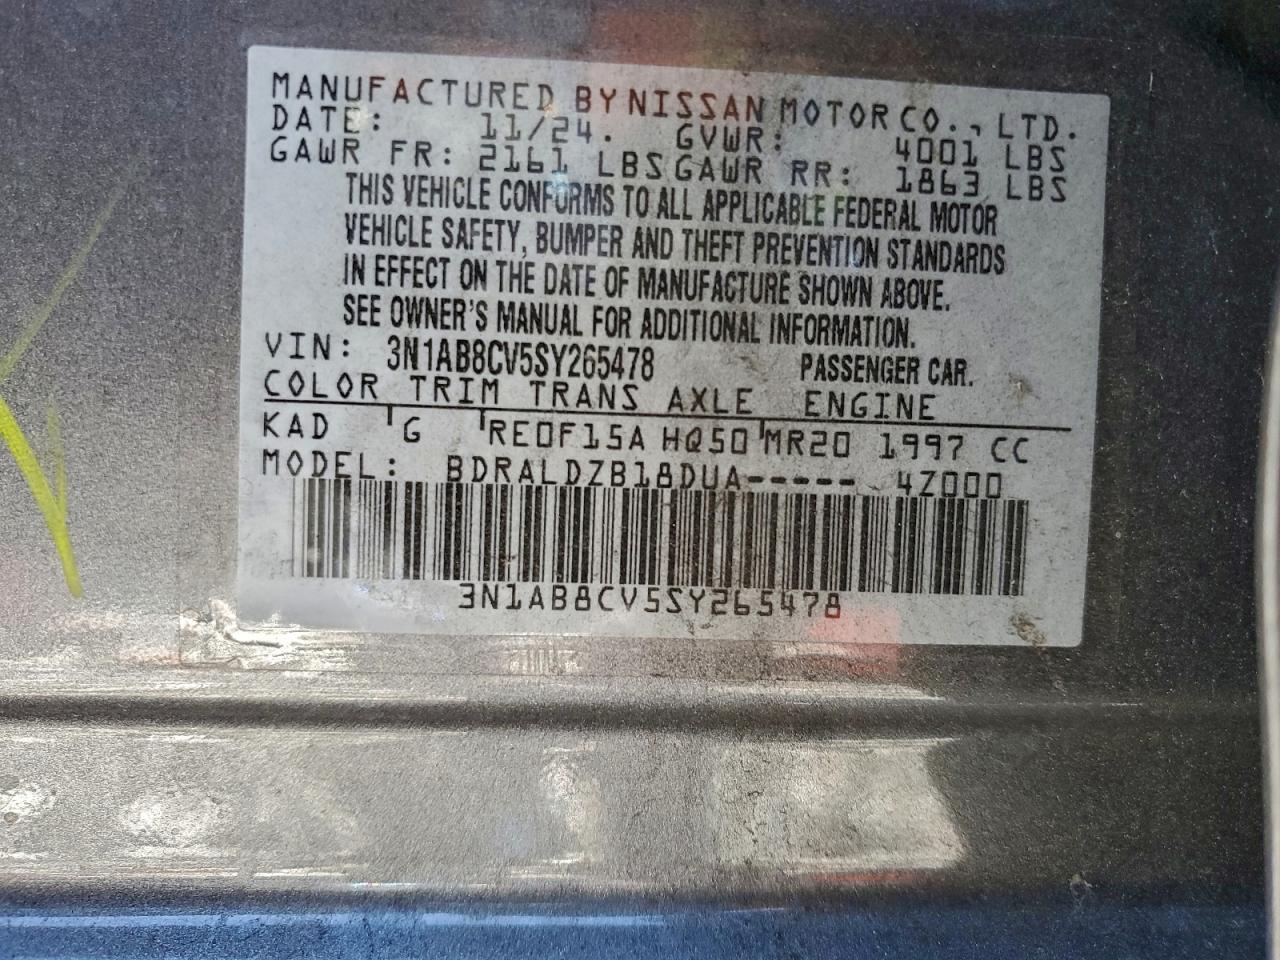 MANUFACTURED BY NISSAN MOTOR CO., LTD.
DATE: 11/24. GVWR: 4001 LBS
GAWR FR: 2161 LBS GAWR RR: 1863 LBS
THIS VEHICLE CONFORMS TO ALL APPLICABLE FEDERAL MOTOR
VEHICLE SAFETY, BUMPER AND THEFT PREVENTION STANDARDS
IN EFFECT ON THE DATE OF MANUFACTURE SHOWN ABOVE.
SEE OWNER'S MANUAL FOR ADDITIONAL INFORMATION.
VIN: 3N1AB8CV5SY265478 PASSENGER CAR.
COLOR TRIM TRANS AXLE ENGINE
KAD G RE0F15A HQ50 MR20 1997 CC
MODEL: BDRALDZB18DUA----- 4Z000
3N1AB8CV5SY265478